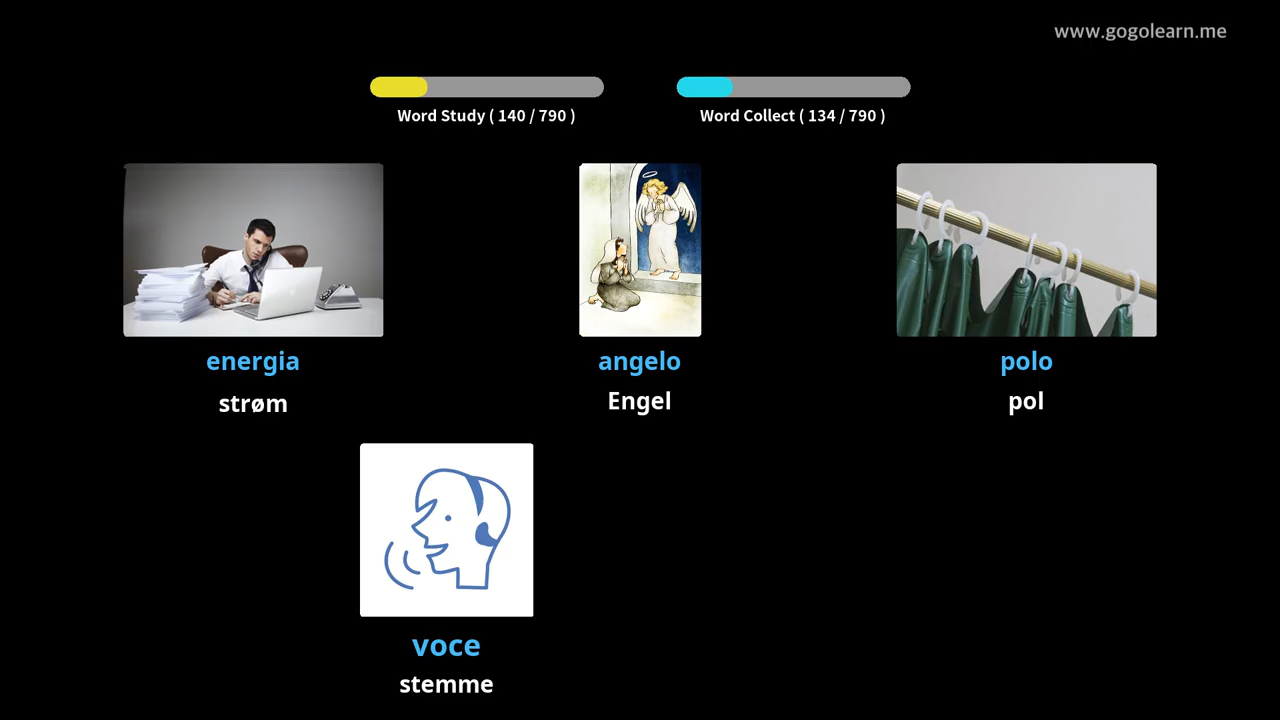 www.gogolearn.me
Word Study ( 140 / 790 )
Word Collect ( 134 / 790 )
energia
angelo
polo
strøm
Engel
pol
voce
stemme